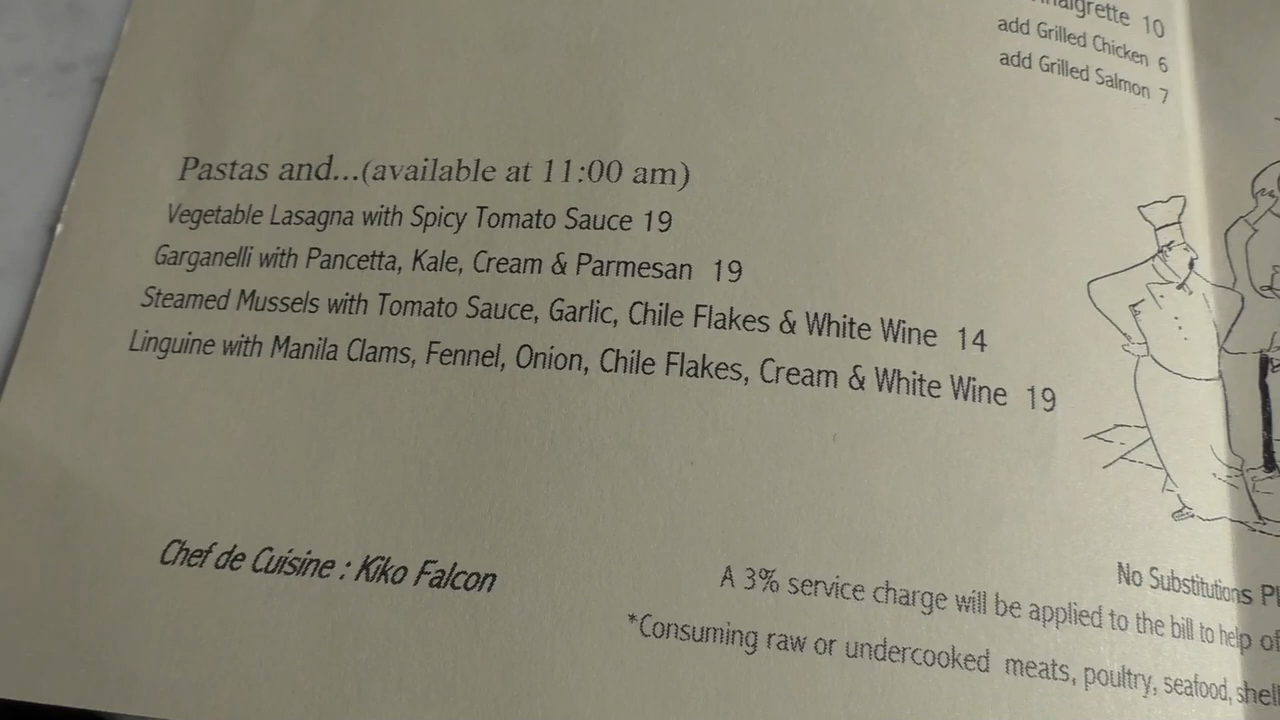 10
add Grilled Chicken 6
add Grilled Salmon 7
Pastas and...(available at 11:00 am)
Vegetable Lasagna with Spicy Tomato Sauce 19
Garganelli with Pancetta, Kale, Cream & Parmesan 19
Steamed Mussels with Tomato Sauce, Garlic, Chile Flakes & White Wine 14
Linguine with Manila Clams, Fennel, Onion, Chile Flakes, Cream & White Wine 19
Chef de Cuisine : Kiko Falcon
No Substitutions
A 3% service charge will be applied to the bill to help
*Consuming raw or undercooked meats, poultry, seafood,